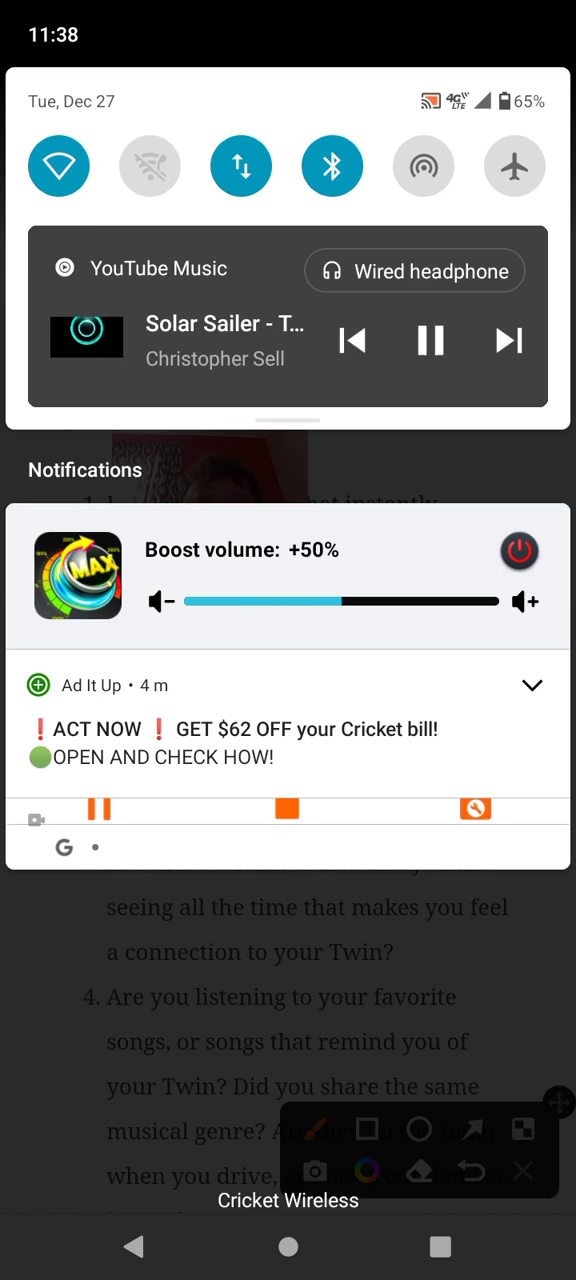 11:38
Tue, Dec 27
4G LTE
65%
YouTube Music
Wired headphone
Solar Sailer - T...
Christopher Sell
Notifications
Boost volume: +50%
MAX
Ad It Up • 4 m
❗ACT NOW ❗ GET $62 OFF your Cricket bill!
🟢OPEN AND CHECK HOW!
G •
seeing all the time that makes you feel
a connection to your Twin?
4. Are you listening to your favorite
songs, or songs that remind you of
your Twin? Did you share the same
musical genre?
when you drive,
Cricket Wireless